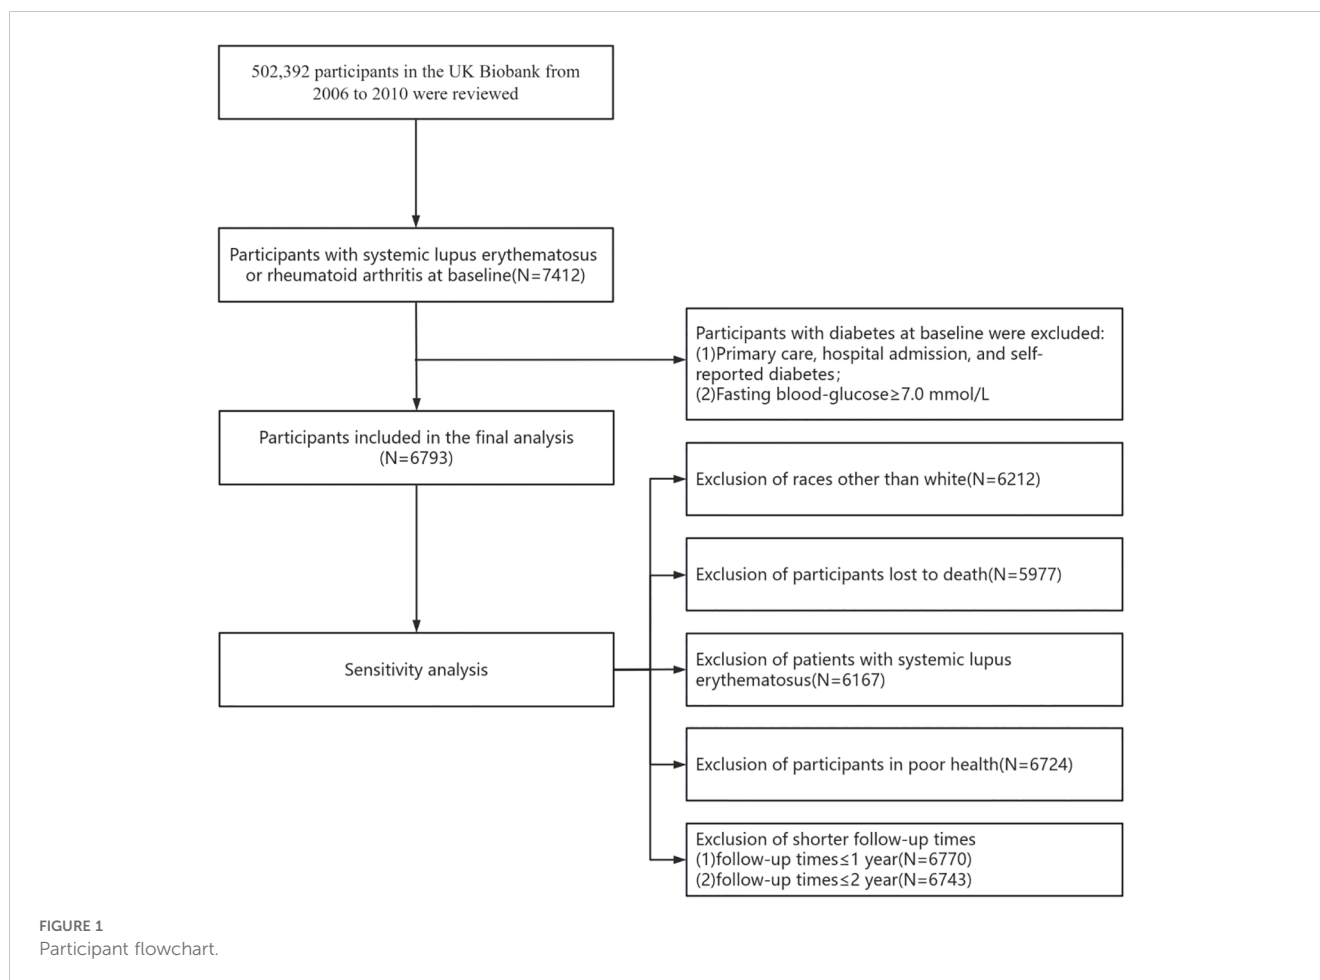 502,392 participants in the UK Biobank from
2006 to 2010 were reviewed
Participants with systemic lupus erythematosus
or rheumatoid arthritis at baseline(N=7412)
Participants with diabetes at baseline were excluded:
(1)Primary care, hospital admission, and self-
reported diabetes;
(2)Fasting blood-glucose≥7.0 mmol/L
Participants included in the final analysis
(N=6793)
Exclusion of races other than white(N=6212)
Exclusion of participants lost to death(N=5977)
Sensitivity analysis
Exclusion of patients with systemic lupus
erythematosus(N=6167)
Exclusion of participants in poor health(N=6724)
Exclusion of shorter follow-up times
(1)follow-up times≤1 year(N=6770)
(2)follow-up times≤2 year(N=6743)
FIGURE 1
Participant flowchart.